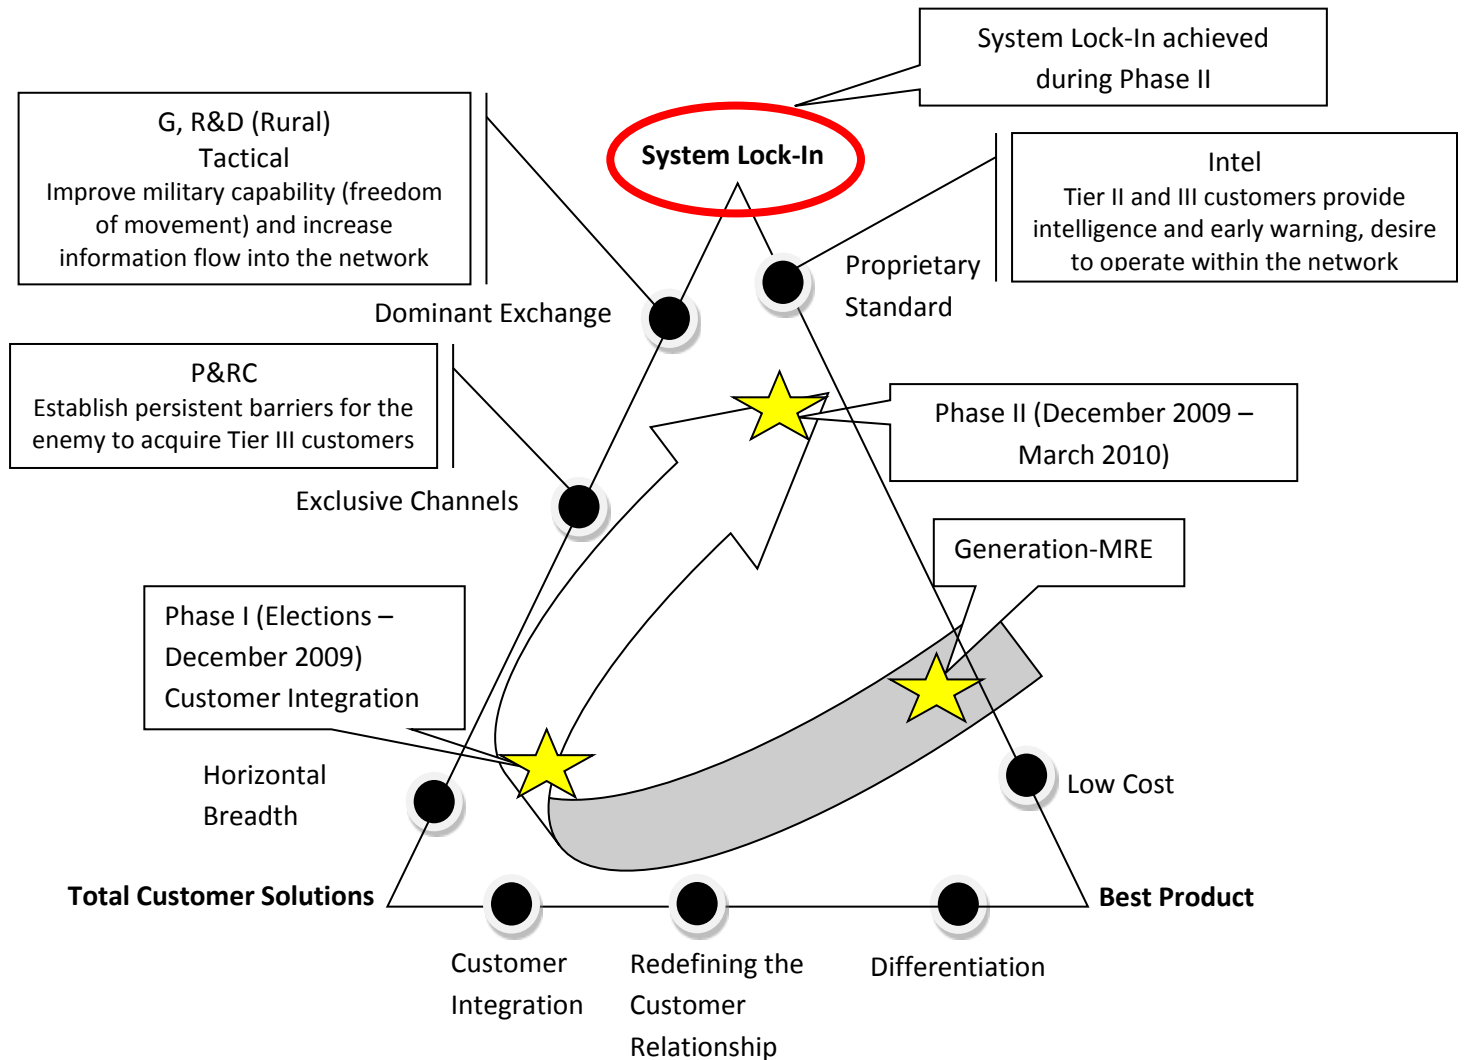 System Lock-In achieved
during Phase II
G, R&D (Rural)
Tactical
Improve military capability (freedom
of movement) and increase
information flow into the network
System Lock-In
Intel
Tier II and III customers provide
intelligence and early warning, desire
to operate within the network
Proprietary
Standard
Dominant Exchange
P&RC
Establish persistent barriers for the
enemy to acquire Tier III customers
Phase II (December 2009 –
March 2010)
Exclusive Channels
Generation-MRE
Phase I (Elections –
December 2009)
Customer Integration
Horizontal
Breadth
Low Cost
Total Customer Solutions
Best Product
Customer
Integration
Redefining the
Customer
Relationship
Differentiation